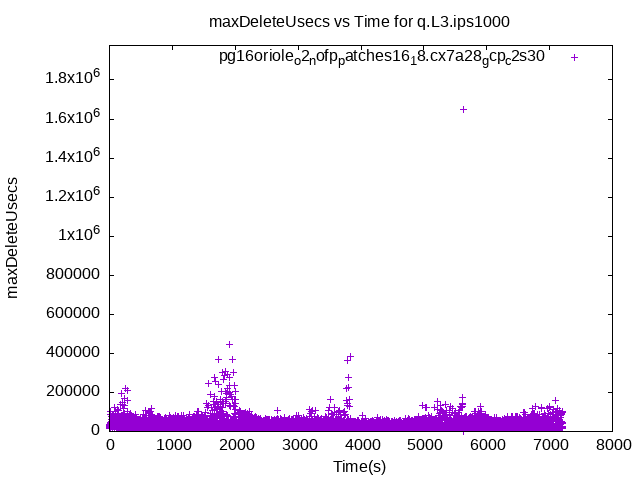 maxDeleteUsecs vs Time for q.L3.ips1000
pg16oriole_o2_nofp_patches16_18.cx7a28_gcp_c2s30
1.8x10^6
1.6x10^6
1.4x10^6
1.2x10^6
1x10^6
800000
600000
400000
200000
0
maxDeleteUsecs
0 1000 2000 3000 4000 5000 6000 7000 8000
Time(s)